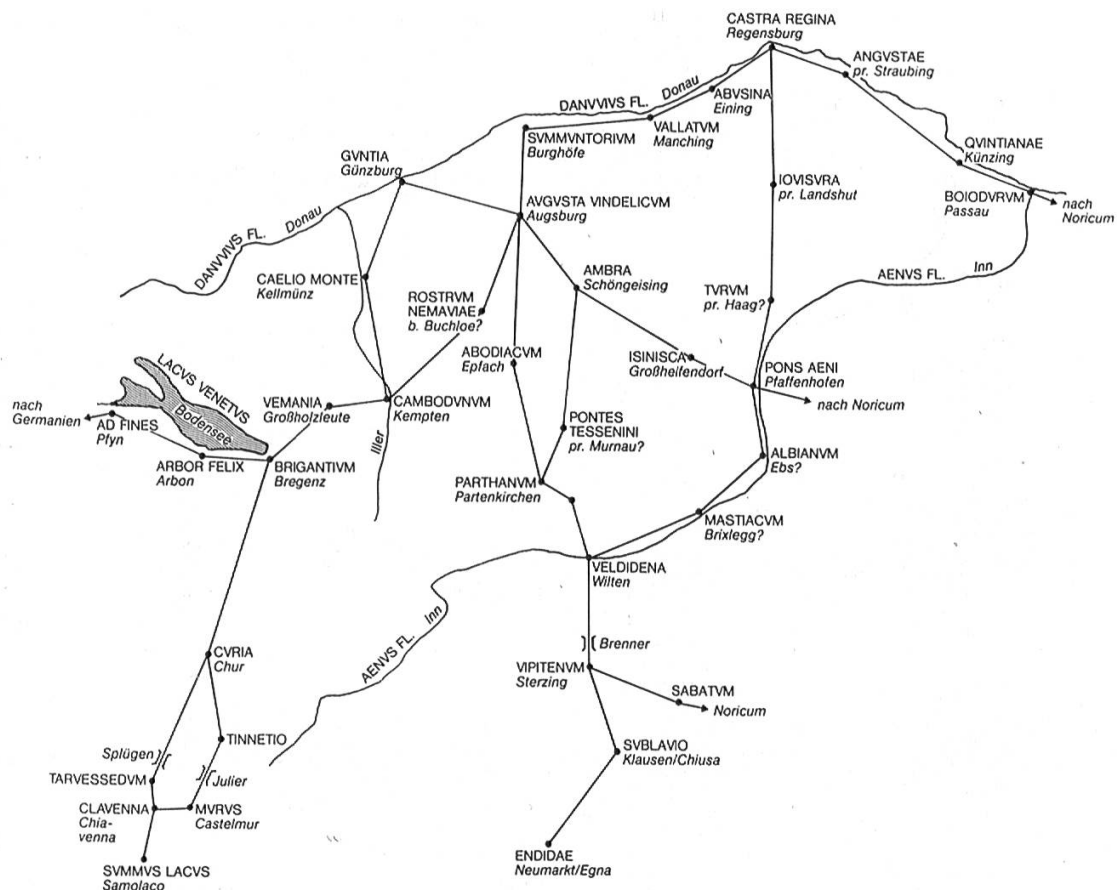 CASTRA REGINA
Regensburg
ANGVSTAE
pr. Straubing
DANVVIVS FL.
Donau
ABVSINA
Eining
SVMMVNTORIVM
Burghöfe
VALLATVM
Manching
QVINTIANAE
Künzing
GVNTIA
Günzburg
IOVISVRA
pr. Landshut
BOIODVRVM
Passau
nach
Noricum
AVGVSTA VINDELICVM
Augsburg
DANVVIVS FL.
Donau
AENVS FL.
Inn
CAELIO MONTE
Kellmünz
AMBRA
Schöngeising
ROSTRVM
NEMAVIAE
b. Buchloe?
TVRVM
pr. Haag?
ABODIACVM
Epfach
ISINISCA
Großhelfendorf
PONS AENI
Pfaffenhofen
nach Noricum
LACVS VENETVS
Bodensee
nach
Germanien
AD FINES
Pfyn
VEMANIA
Großholzleute
CAMBODVNVM
Kempten
Iller
PONTES
TESSENINI
pr. Murnau?
ARBOR FELIX
Arbon
BRIGANTIVM
Bregenz
ALBIANVM
Ebs?
PARTHANVM
Partenkirchen
MASTIACVM
Brixlegg?
VELDIDENA
Wilten
AENVS FL.
Inn
Brenner
CVRIA
Chur
VIPITENVM
Sterzing
SABATVM
Noricum
TINNETIO
Splügen
SVBLAVIO
Klausen/Chiusa
TARVESSEDVM
Julier
CLAVENNA
Chia-
venna
MVRVS
Castelmur
ENDIDAE
Neumarkt/Egna
SVMMVS LACVS
Samolaco